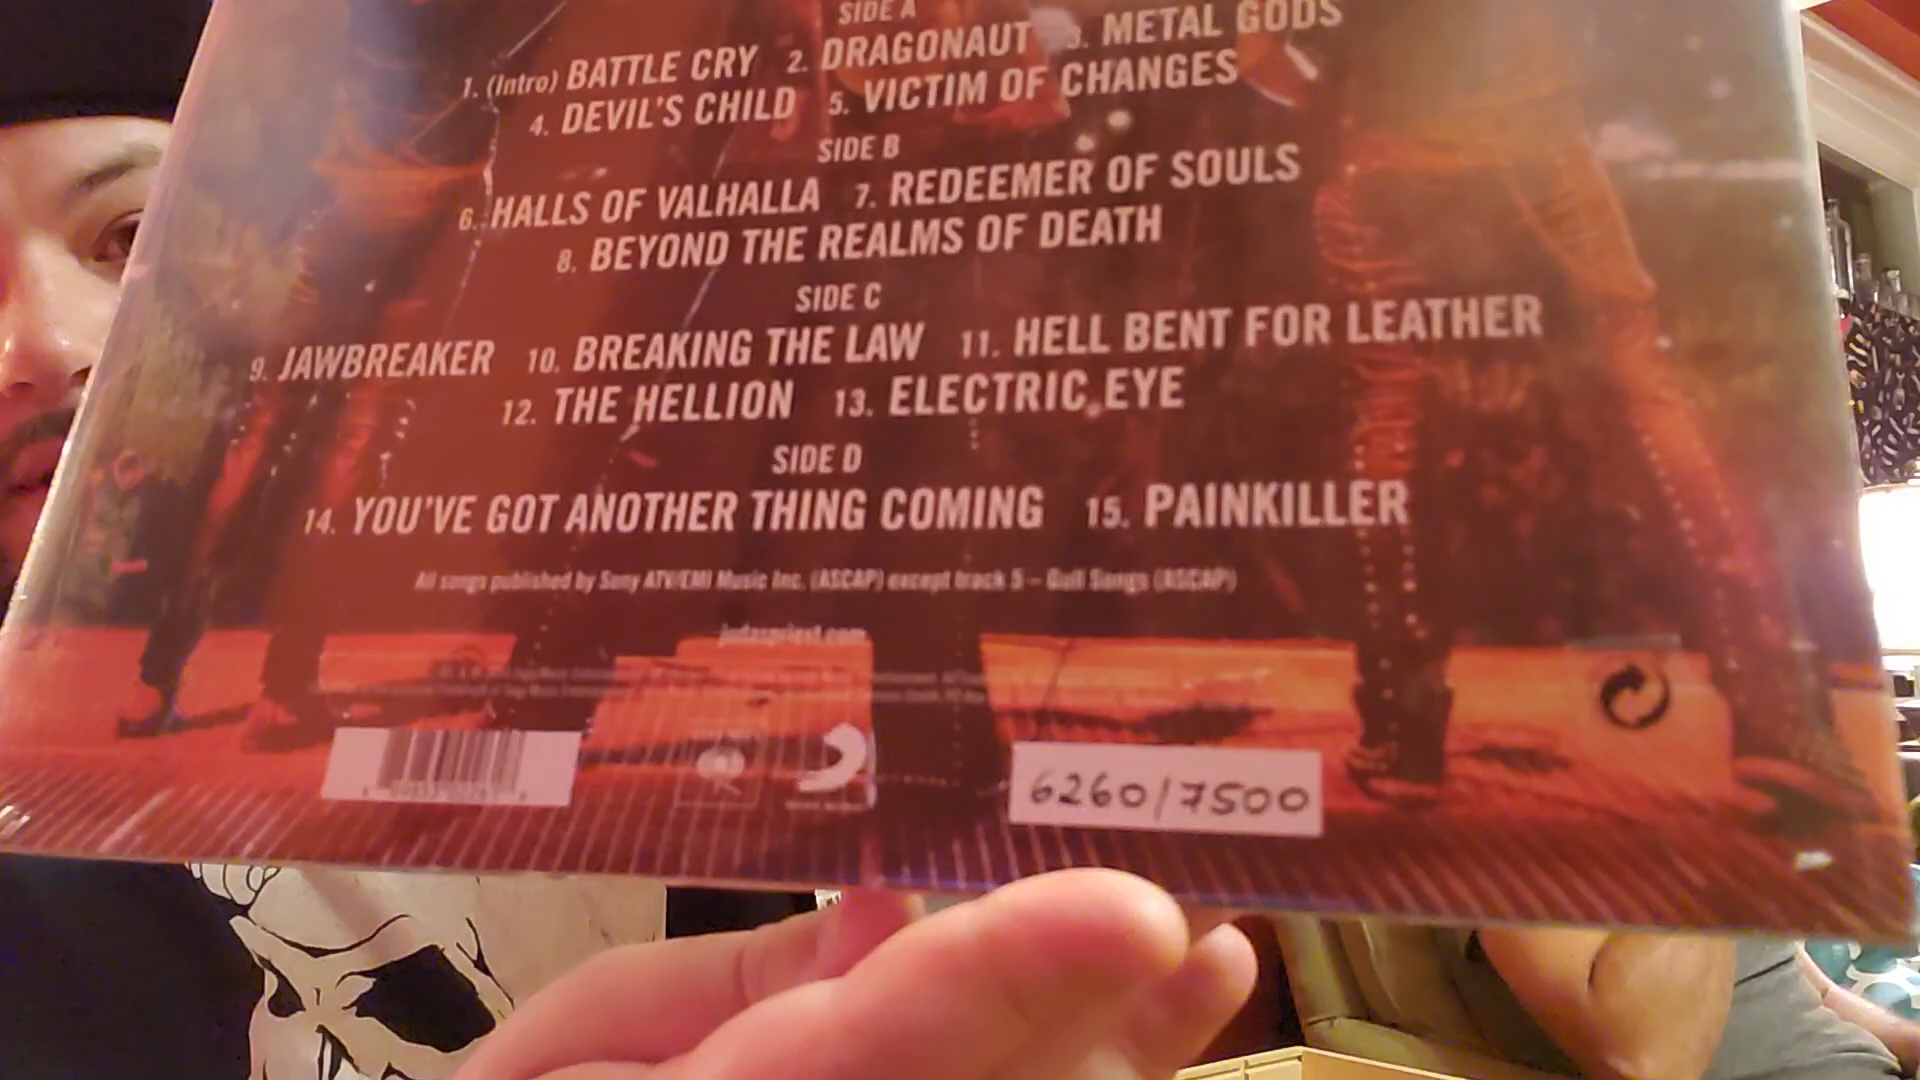 SIDE A
1. (Intro) BATTLE CRY 2. DRAGONAUT 3. METAL GODS
4. DEVIL'S CHILD 5. VICTIM OF CHANGES
SIDE B
6. HALLS OF VALHALLA 7. REDEEMER OF SOULS
8. BEYOND THE REALMS OF DEATH
SIDE C
9. JAWBREAKER 10. BREAKING THE LAW 11. HELL BENT FOR LEATHER
12. THE HELLION 13. ELECTRIC EYE
SIDE D
14. YOU'VE GOT ANOTHER THING COMING 15. PAINKILLER
All songs published by Sony ATV/EMI Music Inc. (ASCAP) except track 5 – Gull Songs (ASCAP)
judaspriest.com
6260/7500